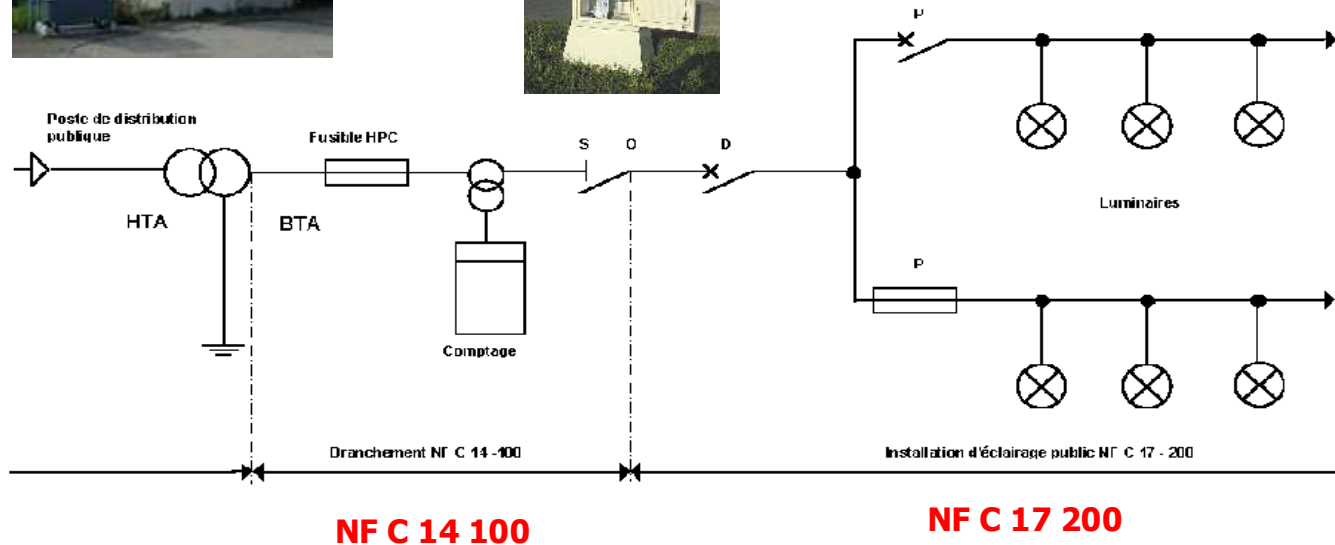 P
Poste de distribution
publique
Fusible HPC
S
O
D
HTA
BTA
Luminaires
P
Comptage
Branchement NF C 14 -100
Installation d'éclairage public NF C 17 - 200
NF C 14 100
NF C 17 200